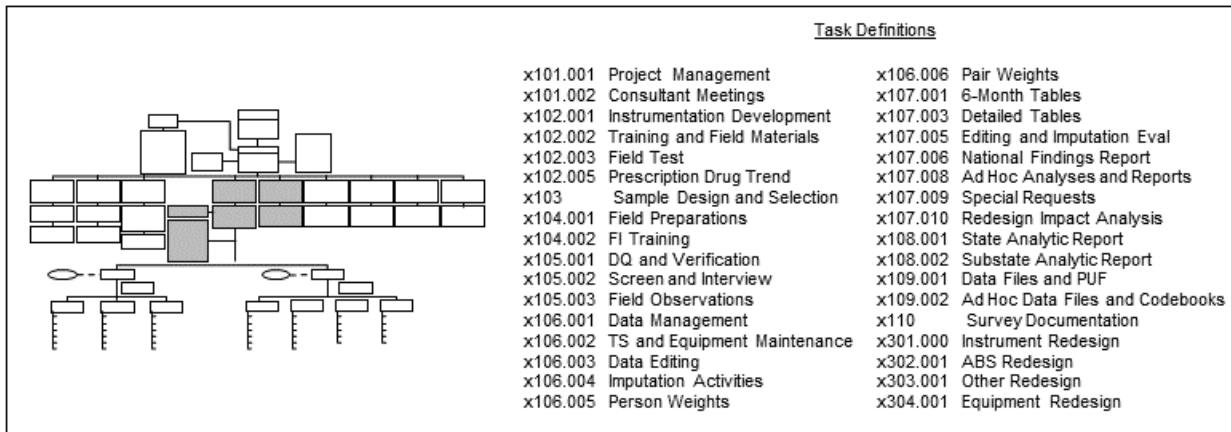 Task Definitions
x101.001 Project Management
x101.002 Consultant Meetings
x102.001 Instrumentation Development
x102.002 Training and Field Materials
x102.003 Field Test
x102.005 Prescription Drug Trend
x103 Sample Design and Selection
x104.001 Field Preparations
x104.002 FI Training
x105.001 DQ and Verification
x105.002 Screen and Interview
x105.003 Field Observations
x106.001 Data Management
x106.002 TS and Equipment Maintenance
x106.003 Data Editing
x106.004 Imputation Activities
x106.005 Person Weights
x106.006 Pair Weights
x107.001 6-Month Tables
x107.003 Detailed Tables
x107.005 Editing and Imputation Eval
x107.006 National Findings Report
x107.008 Ad Hoc Analyses and Reports
x107.009 Special Requests
x107.010 Redesign Impact Analysis
x108.001 State Analytic Report
x108.002 Substate Analytic Report
x109.001 Data Files and PUF
x109.002 Ad Hoc Data Files and Codebooks
x110 Survey Documentation
x301.000 Instrument Redesign
x302.001 ABS Redesign
x303.001 Other Redesign
x304.001 Equipment Redesign